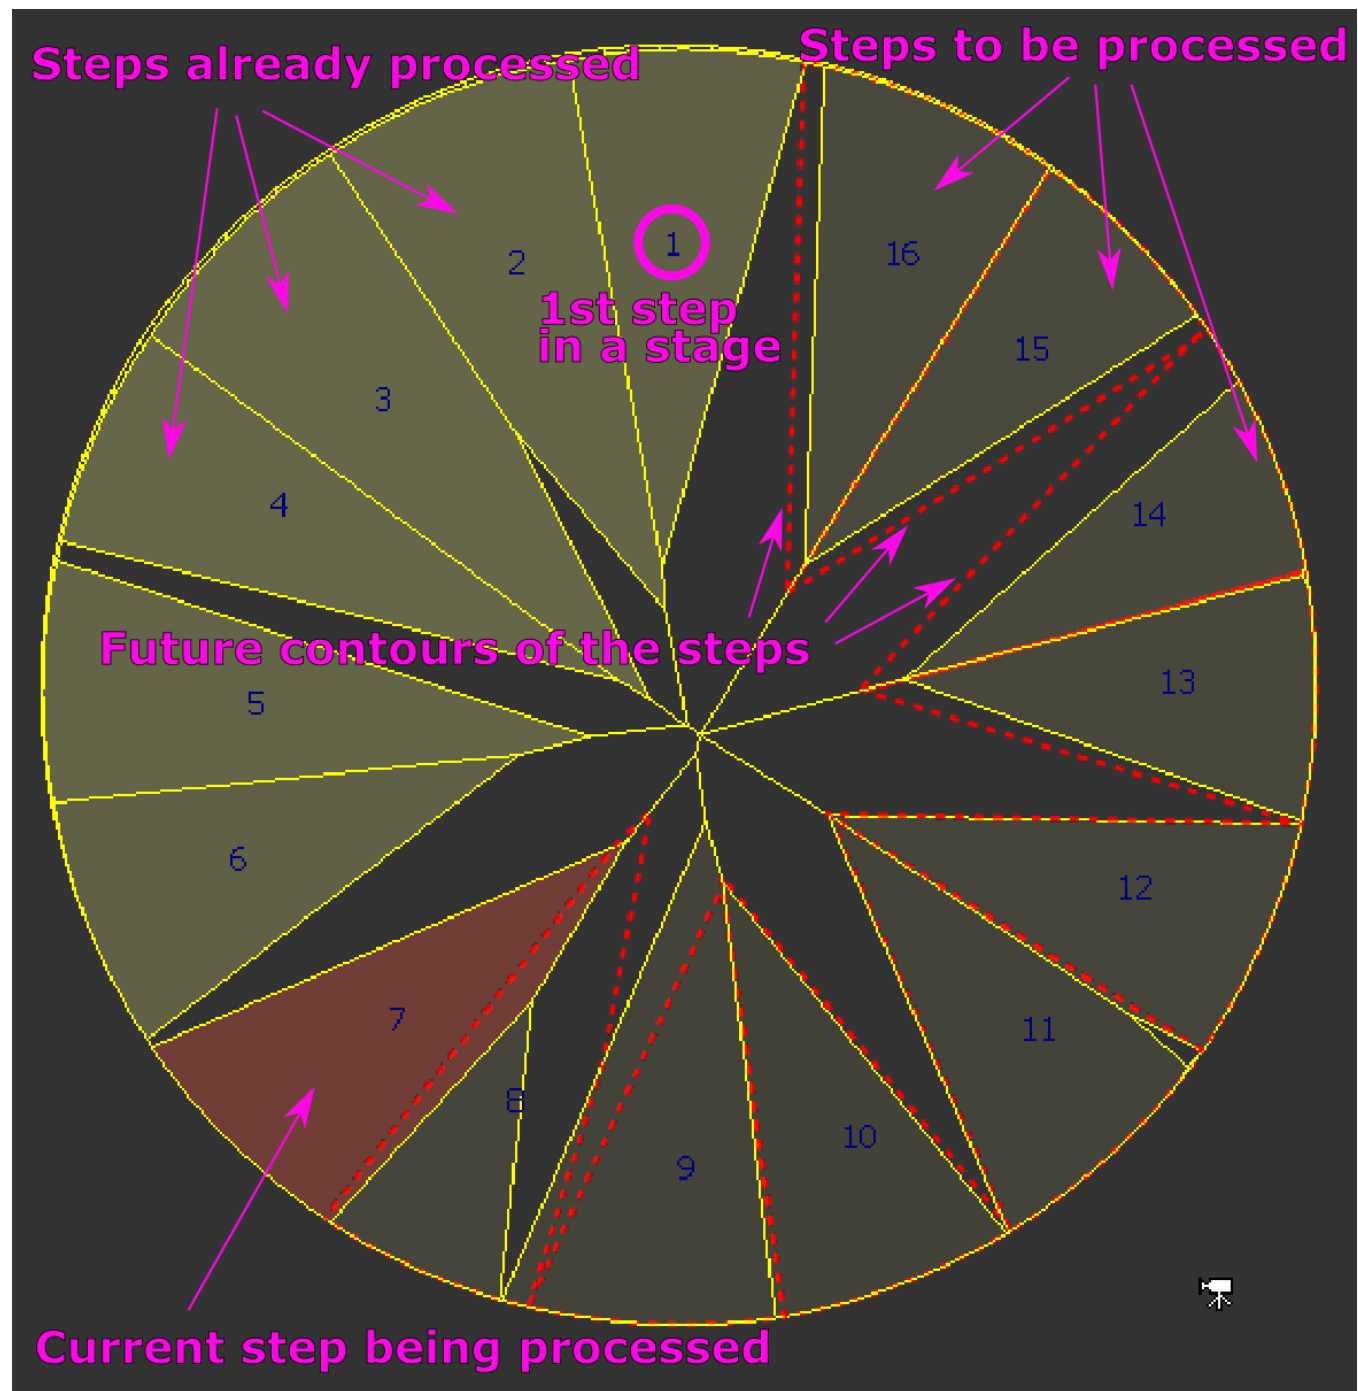 Steps already processed
Steps to be processed
1
2
16
1st step
in a stage
15
3
4
14
Future contours of the steps
5
13
6
12
7
11
8
10
9
Current step being processed